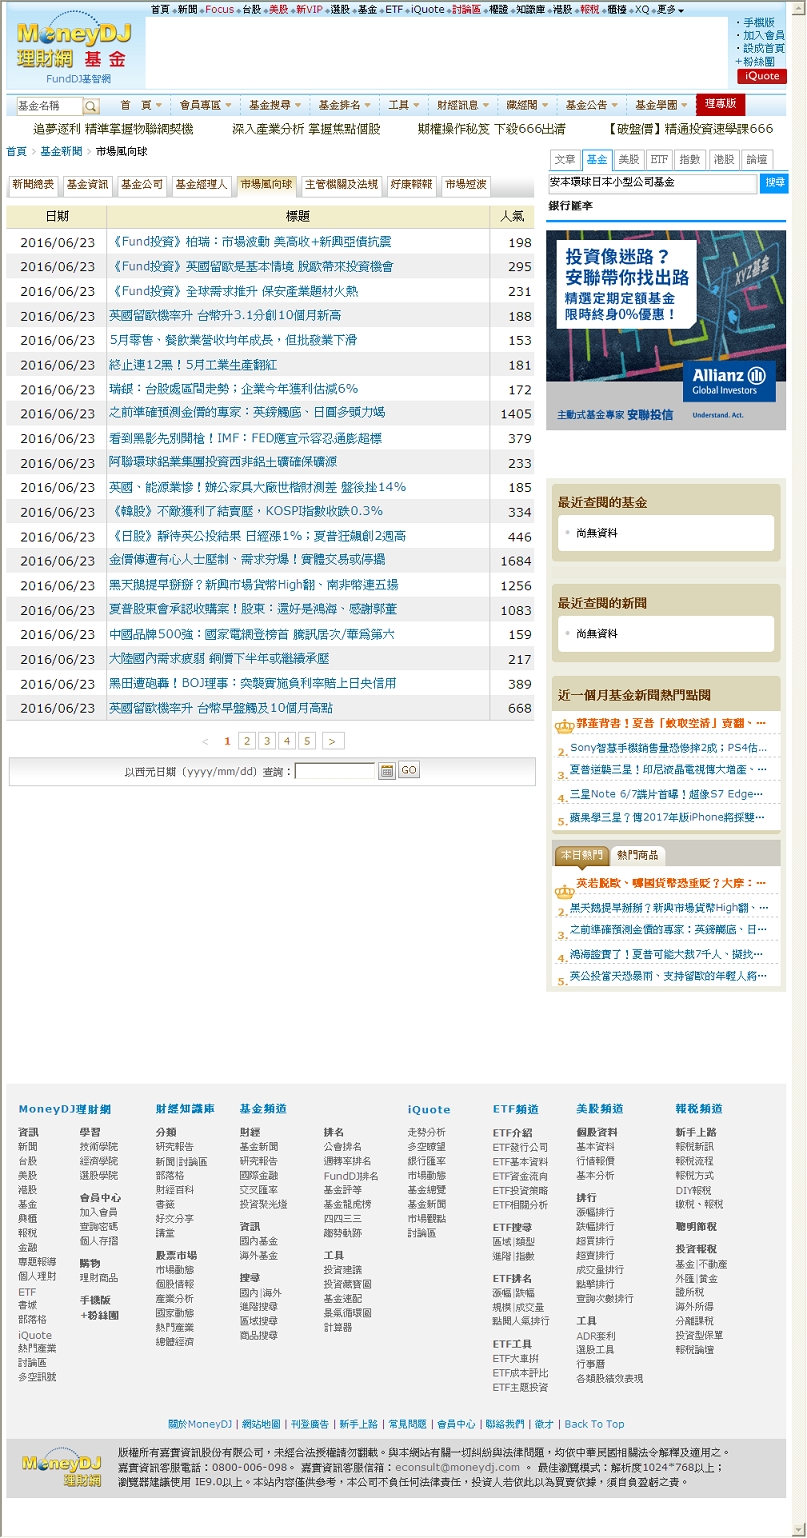 首頁 新聞 Focus 台股 美股 新VIP 選股 基金 ETF iQuote 討論區 權證 知識庫 港股 報稅 櫃檯 XQ 更多
MoneyDJ
理財網 基金
FundDJ基智網
手機版
加入會員
設成首頁
+粉絲團
iQuote
基金名稱 首 頁 會員專區 基金搜尋 基金排名 工具 財經訊息 藏經閣 基金公告 基金學園 理專版
追夢逐利 精準掌握物聯網契機 深入產業分析 掌握焦點個股 期權操作秘笈 下殺666出清 【破盤價】精通投資速學課666
首頁 > 基金新聞 > 市場風向球
文章 基金 美股 ETF 指數 港股 論壇
安本環球日本小型公司基金 搜尋
銀行匯率
新聞總表 基金資訊 基金公司 基金經理人 市場風向球 主管機關及法規 好康報報 市場短波
日期 標題 人氣
2016/06/23 《Fund投資》柏瑞：市場波動 美高收+新興亞債抗震 198
2016/06/23 《Fund投資》英國留歐是基本情境 脫歐帶來投資機會 295
2016/06/23 《Fund投資》全球需求推升 保安產業題材火熱 231
2016/06/23 英國留歐機率升 台幣升3.1分創10個月新高 188
2016/06/23 5月零售、餐飲業營收均年成長，但批發業下滑 153
2016/06/23 終止連12黑！5月工業生產翻紅 181
2016/06/23 瑞銀：台股處區間走勢；企業今年獲利估減6% 172
2016/06/23 之前準確預測金價的專家：英鎊觸底、日圓多頭力竭 1405
2016/06/23 看到黑影先別開槍！IMF：FED應宣示容忍通膨超標 379
2016/06/23 阿聯環球鋁業集團投資西非鋁土礦確保礦源 233
2016/06/23 英國、能源業慘！辦公家具大廠世楷財測差 盤後挫14% 185
2016/06/23 《韓股》不敵獲利了結賣壓，KOSPI指數收跌0.3% 334
2016/06/23 《日股》靜待英公投結果 日經漲1%；夏普狂飆創2週高 446
2016/06/23 金價傳遭有心人士壓制、需求夯爆！實體交易或停擺 1684
2016/06/23 黑天鵝提早掰掰？新興市場貨幣High翻、南非幣連五揚 1256
2016/06/23 夏普股東會承認收購案！股東：還好是鴻海、感謝郭董 1083
2016/06/23 中國品牌500強：國家電網登榜首 騰訊居次/華為第六 159
2016/06/23 大陸國內需求疲弱 銅價下半年或繼續承壓 217
2016/06/23 黑田遭砲轟！BOJ理事：突襲實施負利率賠上日央信用 389
2016/06/23 英國留歐機率升 台幣早盤觸及10個月高點 668
< 1 2 3 4 5 >
以西元日期 (yyyy/mm/dd) 查詢： GO
投資像迷路？
安聯帶你找出路
精選定期定額基金
限時終身0%優惠！
XYZ基金
Allianz
Global Investors
主動式基金專家 安聯投信 Understand. Act.
最近查閱的基金
尚無資料
最近查閱的新聞
尚無資料
近一個月基金新聞熱門點閱
郭董背書！夏普「蚊取空清」賣翻、…
2. Sony智慧手機銷售量恐慘摔2成；PS4估...
3. 夏普道歉三星！印尼液晶電視傳大增產、…
4. 三星Note 6/7諜片首曝！超像S7 Edge…
5. 蘋果學三星？傳2017年版iPhone將採雙…
本日熱門 熱門商品
英若脫歐、哪國貨幣恐重貶？大摩：…
2. 黑天鵝提早掰掰？新興市場貨幣High翻、…
3. 之前準確預測金價的專家：英鎊觸底、日…
4. 鴻海證實了！夏普可能大裁7千人、擬找…
5. 英公投當天恐暴雨、支持留歐的年輕人將…
MoneyDJ理財網
資訊
新聞
台股
美股
港股
基金
興櫃
報稅
金融
專題報導
個人理財
ETF
書城
部落格
iQuote
熱門產業
討論區
多空訊號
學習
技術學院
經濟學院
選股學院
會員中心
加入會員
查詢密碼
個人存摺
購物
理財商品
手機版
+粉絲團
財經知識庫
分類
研究報告
新聞|討論區
部落格
財經百科
書籤
好文分享
講堂
股票市場
市場動態
個股情報
產業分析
國家動態
熱門產業
總體經濟
基金頻道
財經
基金新聞
研究報告
國際金融
交叉匯率
投資聚光燈
資訊
國內基金
海外基金
搜尋
國內|海外
進階搜尋
區域搜尋
商品搜尋
排名
公會排名
週轉率排名
FundDJ排名
基金評等
基金龍虎榜
四四三三
趨勢軌跡
工具
投資建議
投資藏寶圖
基金速配
景氣循環圖
計算器
iQuote
走勢分析
多空瞭望
銀行匯率
市場動態
基金總覽
基金新聞
市場觀點
討論區
ETF頻道
ETF介紹
ETF發行公司
ETF基本資料
ETF資金流向
ETF投資策略
ETF相關分析
ETF搜尋
區域|類型
進階|指數
ETF排名
漲幅|跌幅
規模|成交量
點閱人氣排行
ETF工具
ETF大車拚
ETF成本評比
ETF主題投資
美股頻道
個股資料
基本資料
行情報價
基本分析
排行
漲幅排行
跌幅排行
超買排行
超賣排行
成交量排行
點擊排行
查詢次數排行
工具
ADR套利
選股工具
行事曆
各類股績效表現
報稅頻道
新手上路
報稅新訊
報稅流程
報稅方式
DIY報稅
繳稅、報稅
聰明節稅
投資報稅
基金|不動產
外匯|黃金
證所稅
海外所得
分離課稅
投資型保單
報稅論壇
關於MoneyDJ | 網站地圖 | 刊登廣告 | 新手上路 | 常見問題 | 會員中心 | 聯絡我們 | 徵才 | Back To Top
MoneyDJ
理財網
版權所有嘉實資訊股份有限公司，未經合法授權請勿翻載。與本網站有關一切糾紛與法律問題，均依中華民國相關法令解釋及適用之。
嘉實資訊客服電話：0800-006-098。 嘉實資訊客服信箱：econsult@moneydj.com 。 最佳瀏覽模式：解析度1024*768以上；
瀏覽器建議使用 IE9.0以上。本站內容僅供參考，本公司不負任何法律責任，投資人若依此以為買賣依據，須自負盈虧之責。